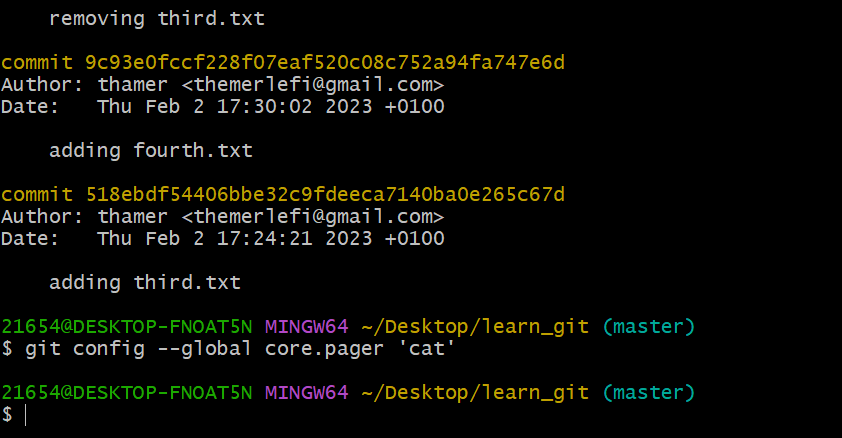 removing third.txt
commit 9c93e0fccf228f07eaf520c08c752a94fa747e6d
Author: thamer <themerlefi@gmail.com>
Date:   Thu Feb 2 17:30:02 2023 +0100
adding fourth.txt
commit 518ebdf54406bbe32c9fdeeca7140ba0e265c67d
Author: thamer <themerlefi@gmail.com>
Date:   Thu Feb 2 17:24:21 2023 +0100
adding third.txt
21654@DESKTOP-FNOAT5N MINGW64 ~/Desktop/learn_git (master)
$ git config --global core.pager 'cat'
21654@DESKTOP-FNOAT5N MINGW64 ~/Desktop/learn_git (master)
$